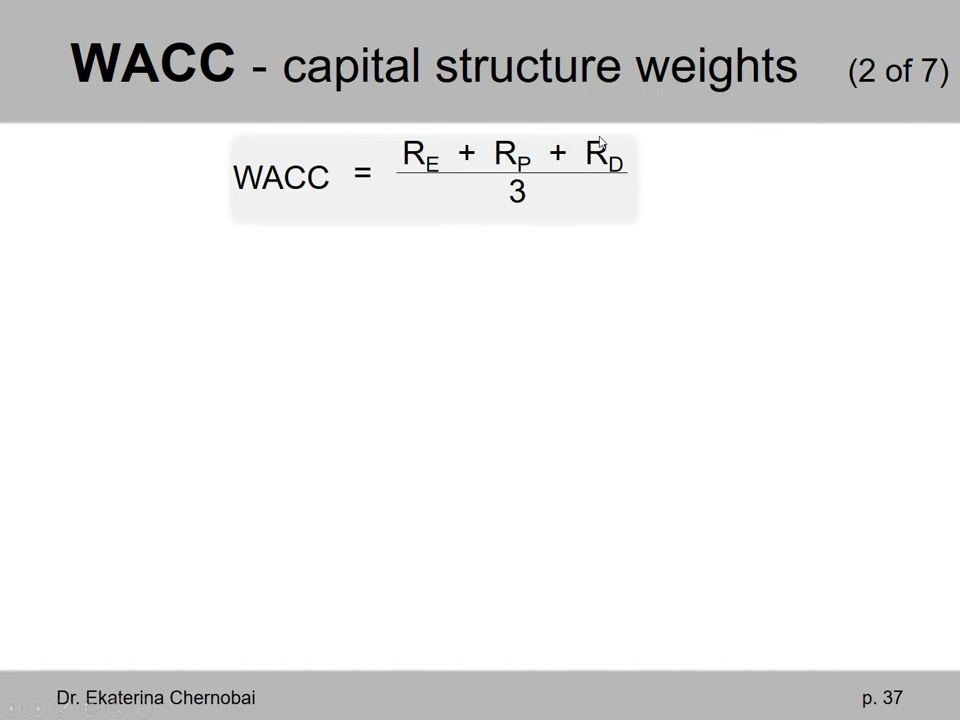 WACC - capital structure weights (2 of 7)
WACC = R_E + R_P + R_D
3
Dr. Ekaterina Chernobai p. 37